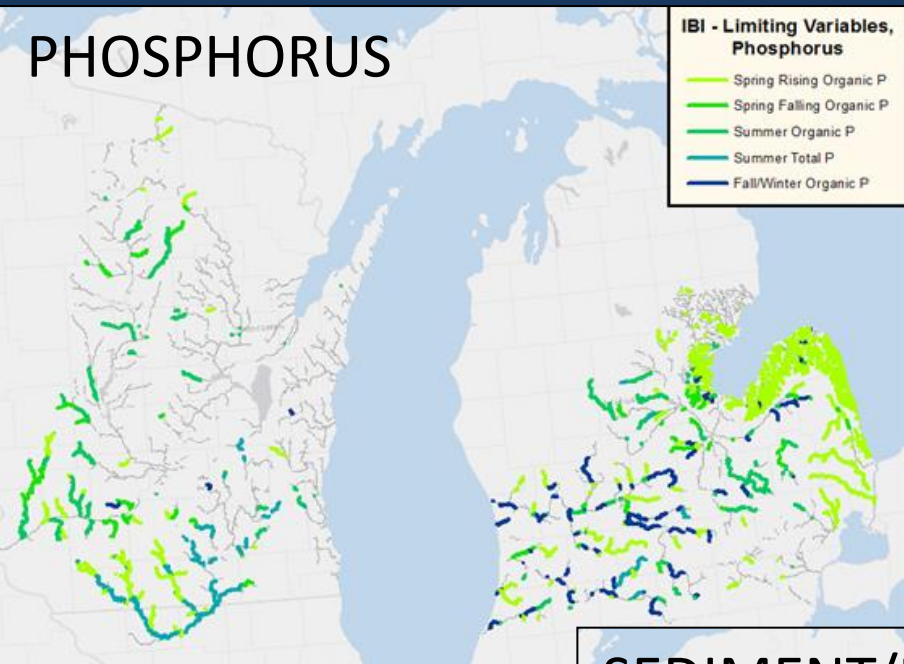 PHOSPHORUS
IBI - Limiting Variables,
Phosphorus
Spring Rising Organic P
Spring Falling Organic P
Summer Organic P
Summer Total P
Fall/Winter Organic P